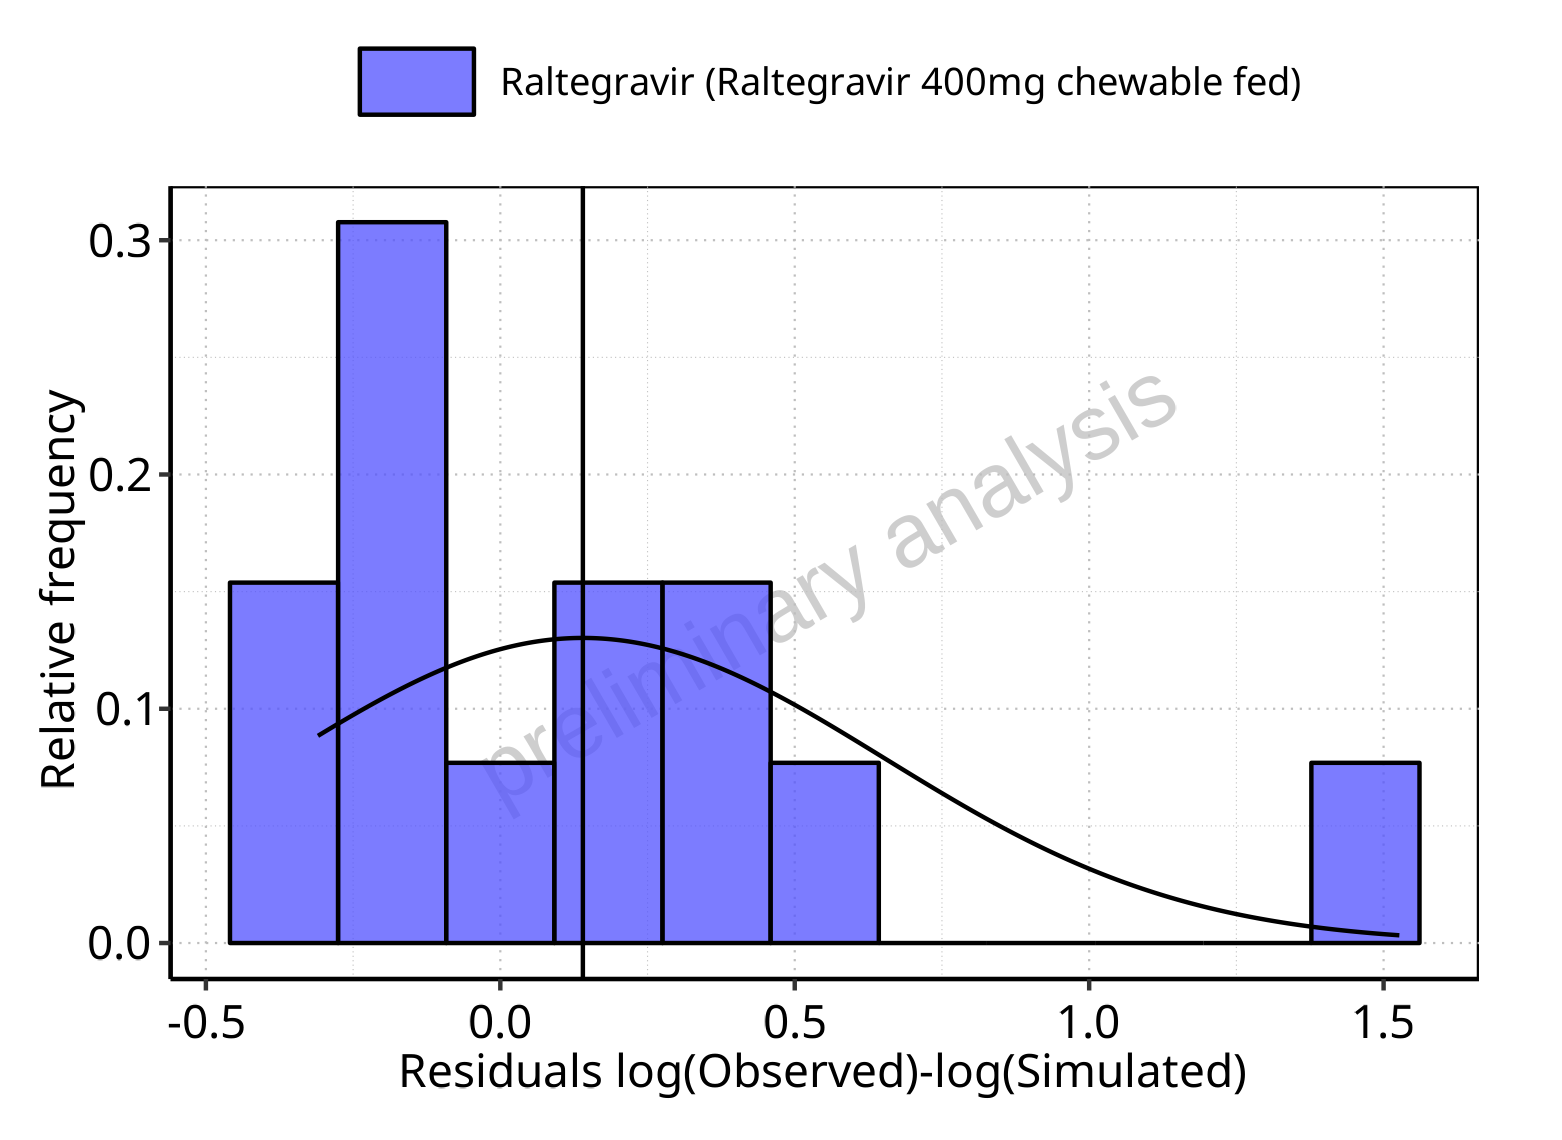 Raltegravir (Raltegravir 400mg chewable fed)
Relative frequency
0.3
0.2
0.1
0.0
preliminary analysis
-0.5 0.0 0.5 1.0 1.5
Residuals log(Observed)-log(Simulated)